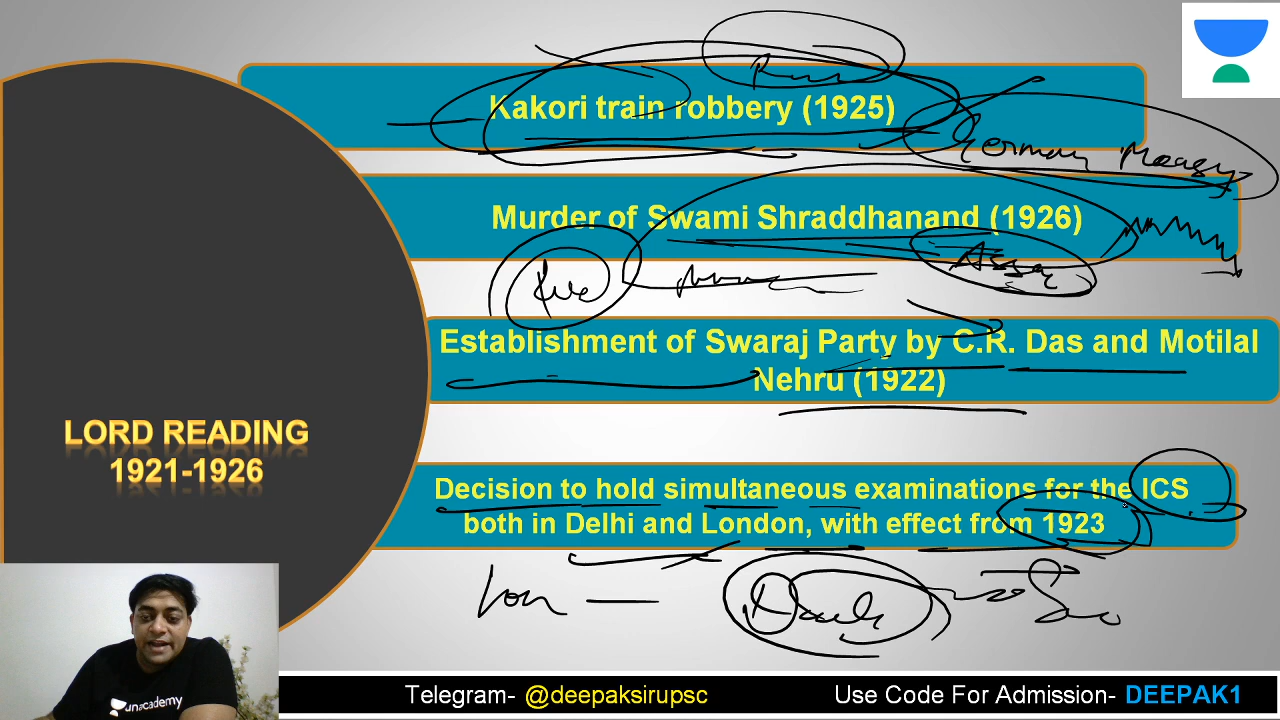 Kakori train robbery (1925)
German Mauser
Murder of Swami Shraddhanand (1926)
Establishment of Swaraj Party by C.R. Das and Motilal
Nehru (1922)
LORD READING
1921-1926
Decision to hold simultaneous examinations for the ICS
both in Delhi and London, with effect from 1923
unacademy
Telegram- @deepaksirupsc
Use Code For Admission- DEEPAK1